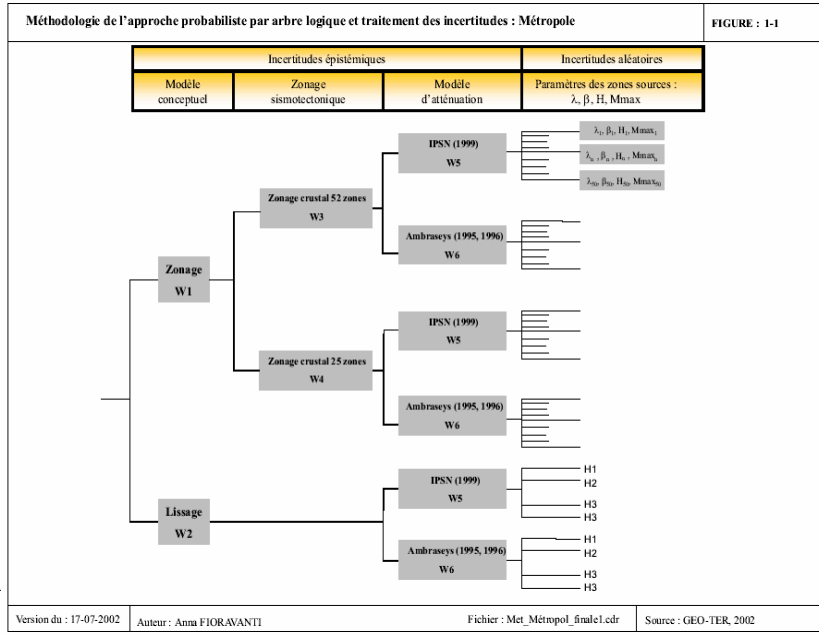 Méthodologie de l'approche probabiliste par arbre logique et traitement des incertitudes : Métropole
FIGURE : 1-1
Incertitudes épistémiques
Incertitudes aléatoires
Modèle
conceptuel
Zonage
sismotectonique
Modèle
d'atténuation
Paramètres des zones sources :
λ, β, H, Mmax
IPSN (1999)
W5
λ₁, β₁, H₁, Mmax₁
λₙ, βₙ, Hₙ, Mmaxₙ
λ₅₀, β₅₀, H₅₀, Mmax₅₀
Zonage crustal 52 zones
W3
Ambraseys (1995, 1996)
W6
Zonage
W1
IPSN (1999)
W5
Zonage crustal 25 zones
W4
Ambraseys (1995, 1996)
W6
IPSN (1999)
W5
H1
H2
H3
H3
Lissage
W2
Ambraseys (1995, 1996)
W6
H1
H2
H3
H3
Version du : 17-07-2002
Auteur : Anna FIORAVANTI
Fichier : Met_Métropol_finale1.cdr
Source : GEO-TER, 2002